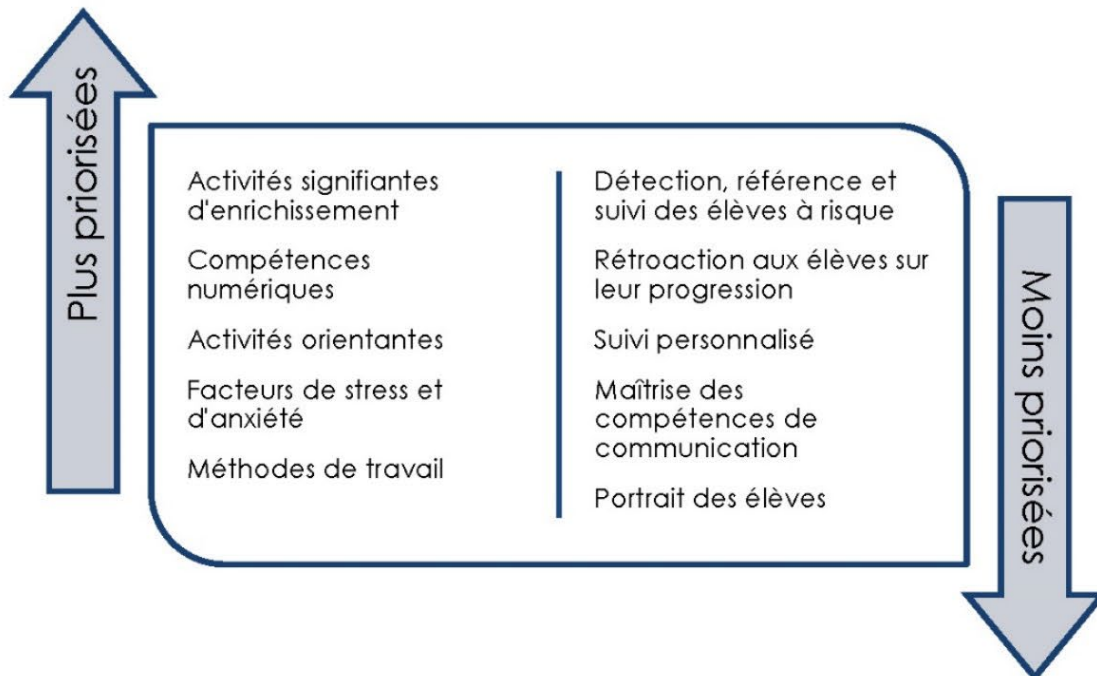 Plus priorisées
Activités signifiantes
d'enrichissement
Compétences
numériques
Activités orientantes
Facteurs de stress et
d'anxiété
Méthodes de travail
Détection, référence et
suivi des élèves à risque
Rétroaction aux élèves sur
leur progression
Suivi personnalisé
Maîtrise des
compétences de
communication
Portrait des élèves
Moins priorisées